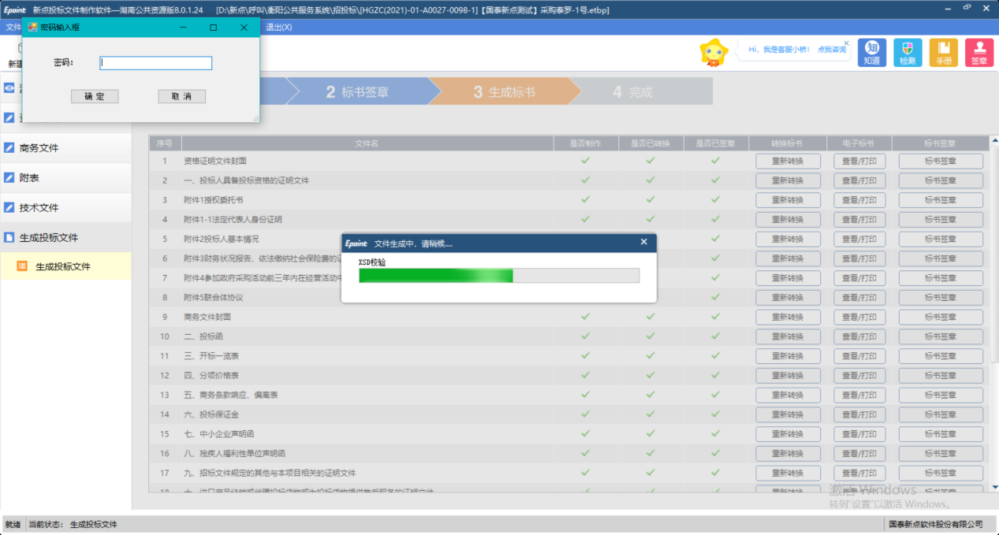 Epoint 新点投标文件制作软件—湖南公共资源版8.0.1.24 [D:\新点\呼叫\衡阳公共服务系统\招投标\[HGZC(2021)-01-A0027-0098-1]【国泰新点测试】采购泰罗-1号.etbp]
文件 退出(X)
密码输入框
密码:
确 定 取 消
新建
Hi，我是客服小桥! 点我咨询
知
知道 检测 手册 签章
2 标书签章 3 生成标书 4 完成
商务文件
附表
技术文件
生成投标文件
生成投标文件
序号 文件名 是否制作 是否已转换 是否已签章 转换标书 电子标书 标书签章
1 资格证明文件封面 重新转换 查看/打印 标书签章
2 一、投标人具备投标资格的证明文件 重新转换 查看/打印 标书签章
3 附件1授权委托书 重新转换 查看/打印 标书签章
4 附件1-1法定代表人身份证明 重新转换 查看/打印 标书签章
5 附件2投标人基本情况 重新转换 查看/打印 标书签章
6 附件3财务状况报告、依法缴纳社会保险费的证 重新转换 查看/打印 标书签章
7 附件4参加政府采购活动前三年内在经营活动中 重新转换 查看/打印 标书签章
8 附件5联合体协议 重新转换 查看/打印 标书签章
9 商务文件封面 重新转换 查看/打印 标书签章
10 二、投标函 重新转换 查看/打印 标书签章
11 三、开标一览表 重新转换 查看/打印 标书签章
12 四、分项价格表 重新转换 查看/打印 标书签章
13 五、商务条款响应、偏离表 重新转换 查看/打印 标书签章
14 六、投标保证金 重新转换 查看/打印 标书签章
15 七、中小企业声明函 重新转换 查看/打印 标书签章
16 八、残疾人福利性单位声明函 重新转换 查看/打印 标书签章
17 九、招标文件规定的其他与本项目相关的证明文件 重新转换 查看/打印 标书签章
Epoint 文件生成中，请稍候....
XSD校验
激活 Windows
转到"设置"以激活 Windows。
就绪 当前状态: 生成投标文件 国泰新点软件股份有限公司